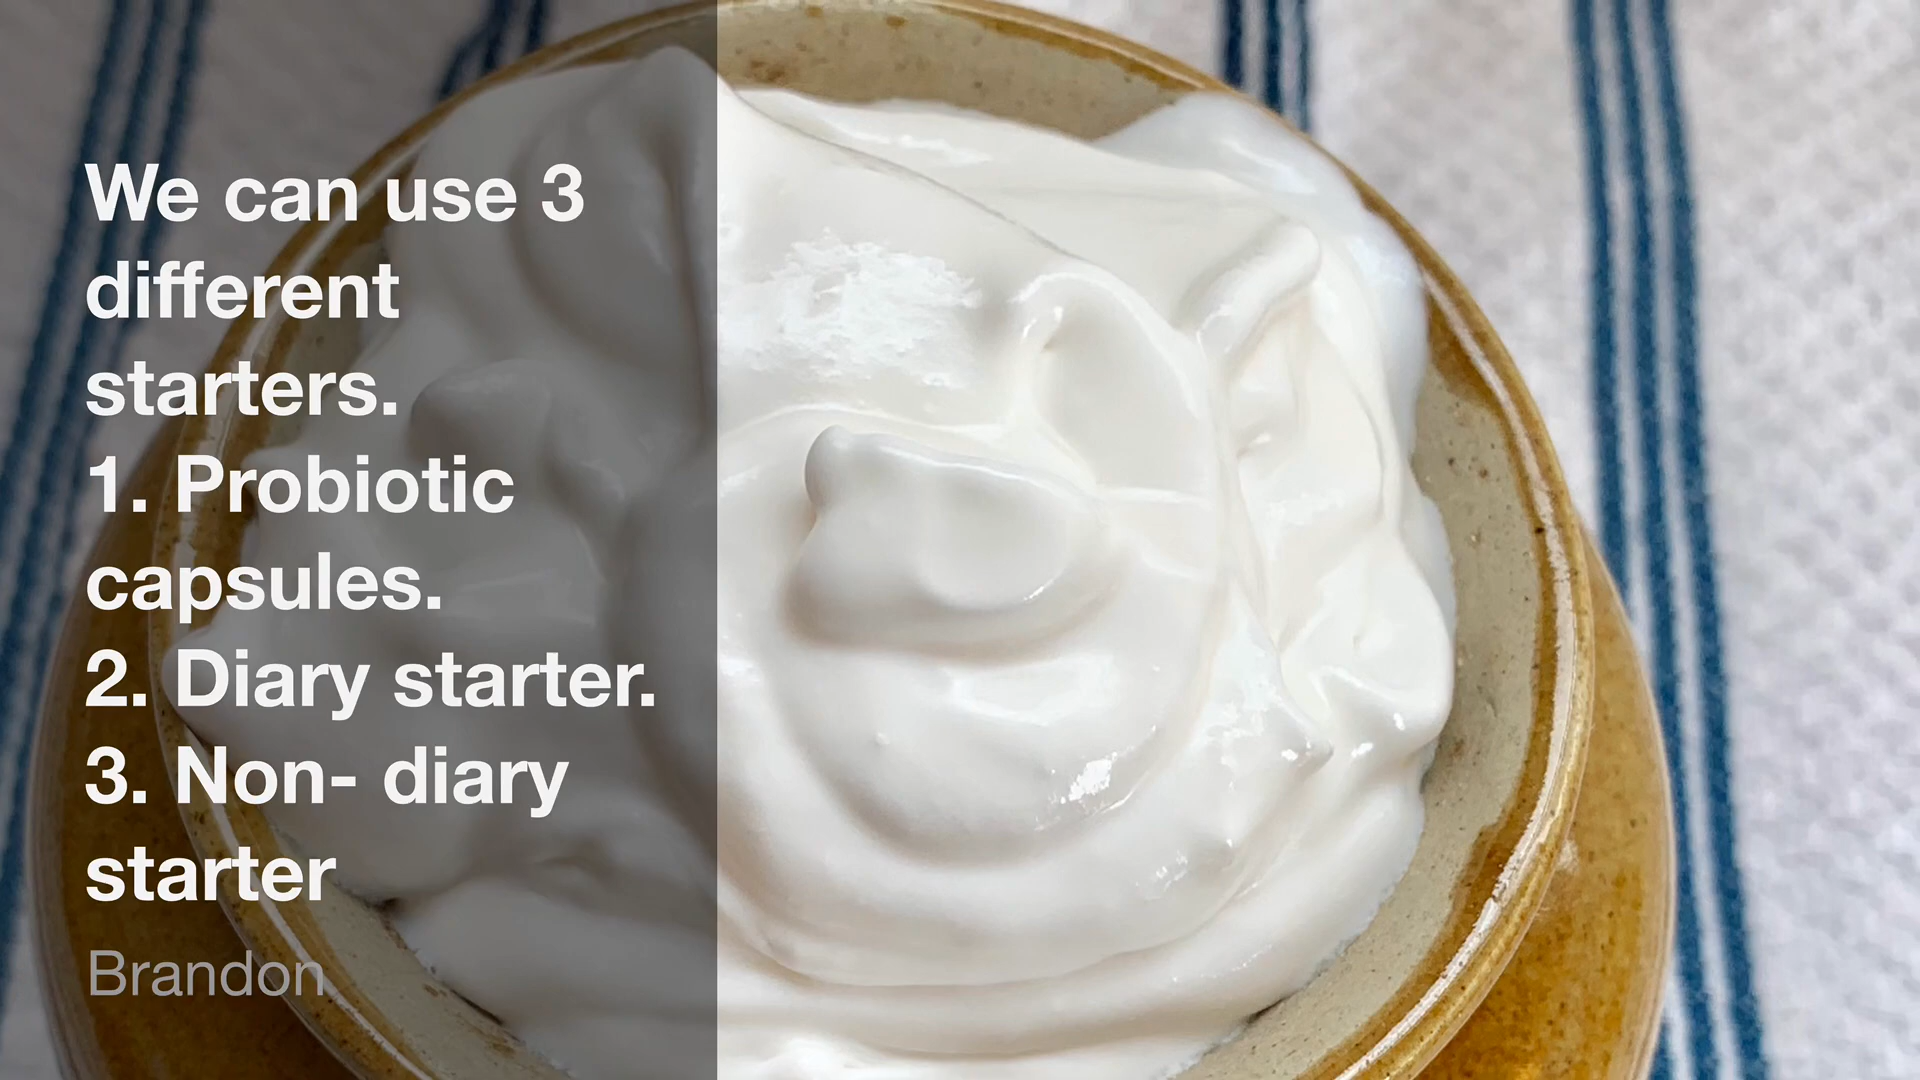 We can use 3
different
starters.
1. Probiotic
capsules.
2. Diary starter.
3. Non- diary
starter
Brandon